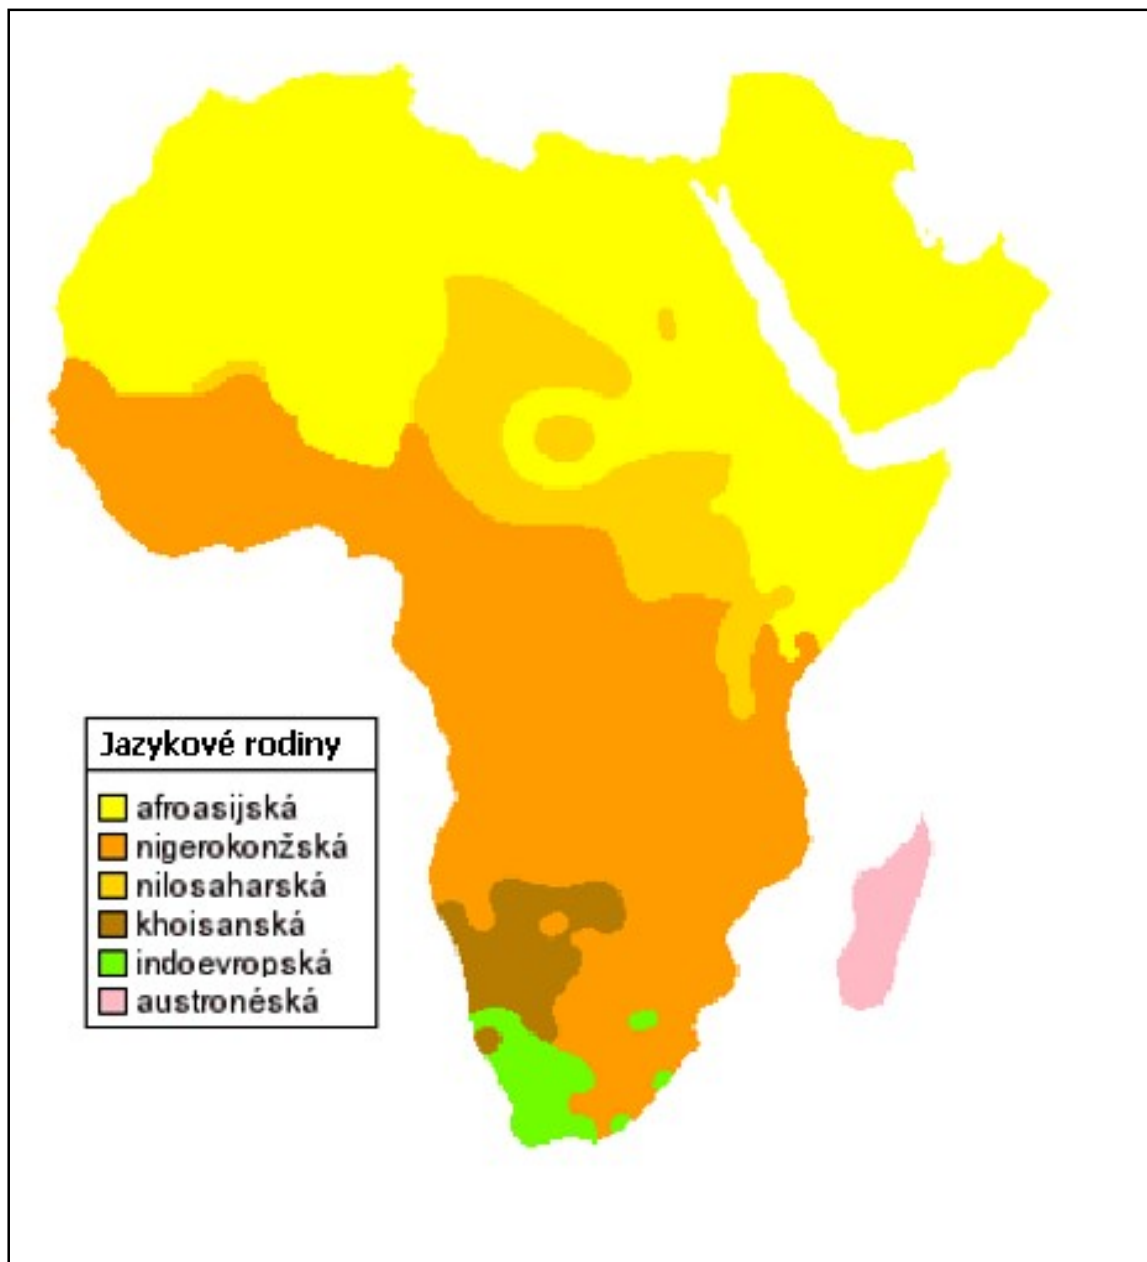 Jazykové rodiny
afroasijská
nigerokonžská
nilosaharská
khoisanská
indoevropská
austronéská